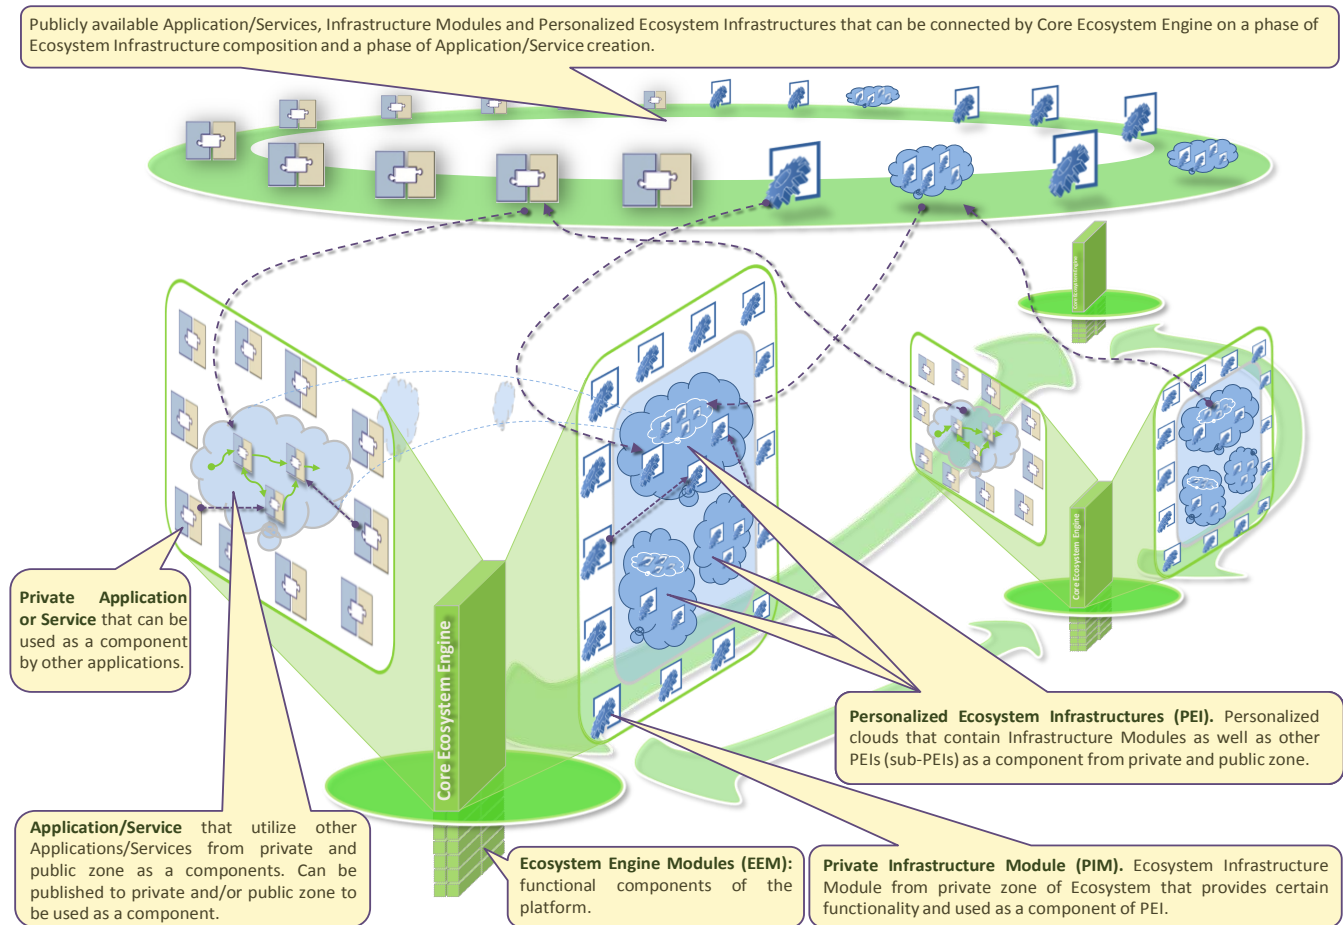 Publicly available Application/Services, Infrastructure Modules and Personalized Ecosystem Infrastructures that can be connected by Core Ecosystem Engine on a phase of
Ecosystem Infrastructure composition and a phase of Application/Service creation.
Core Ecosystem Engine
Core Ecosystem Engine
Core Ecosystem Engine
Private Application
or Service that can be
used as a component
by other applications.
Personalized Ecosystem Infrastructures (PEI). Personalized
clouds that contain Infrastructure Modules as well as other
PEIs (sub-PEIs) as a component from private and public zone.
Application/Service that utilize other
Applications/Services from private and
public zone as a components. Can be
published to private and/or public zone to
be used as a component.
Ecosystem Engine Modules (EEM):
functional components of the
platform.
Private Infrastructure Module (PIM). Ecosystem Infrastructure
Module from private zone of Ecosystem that provides certain
functionality and used as a component of PEI.